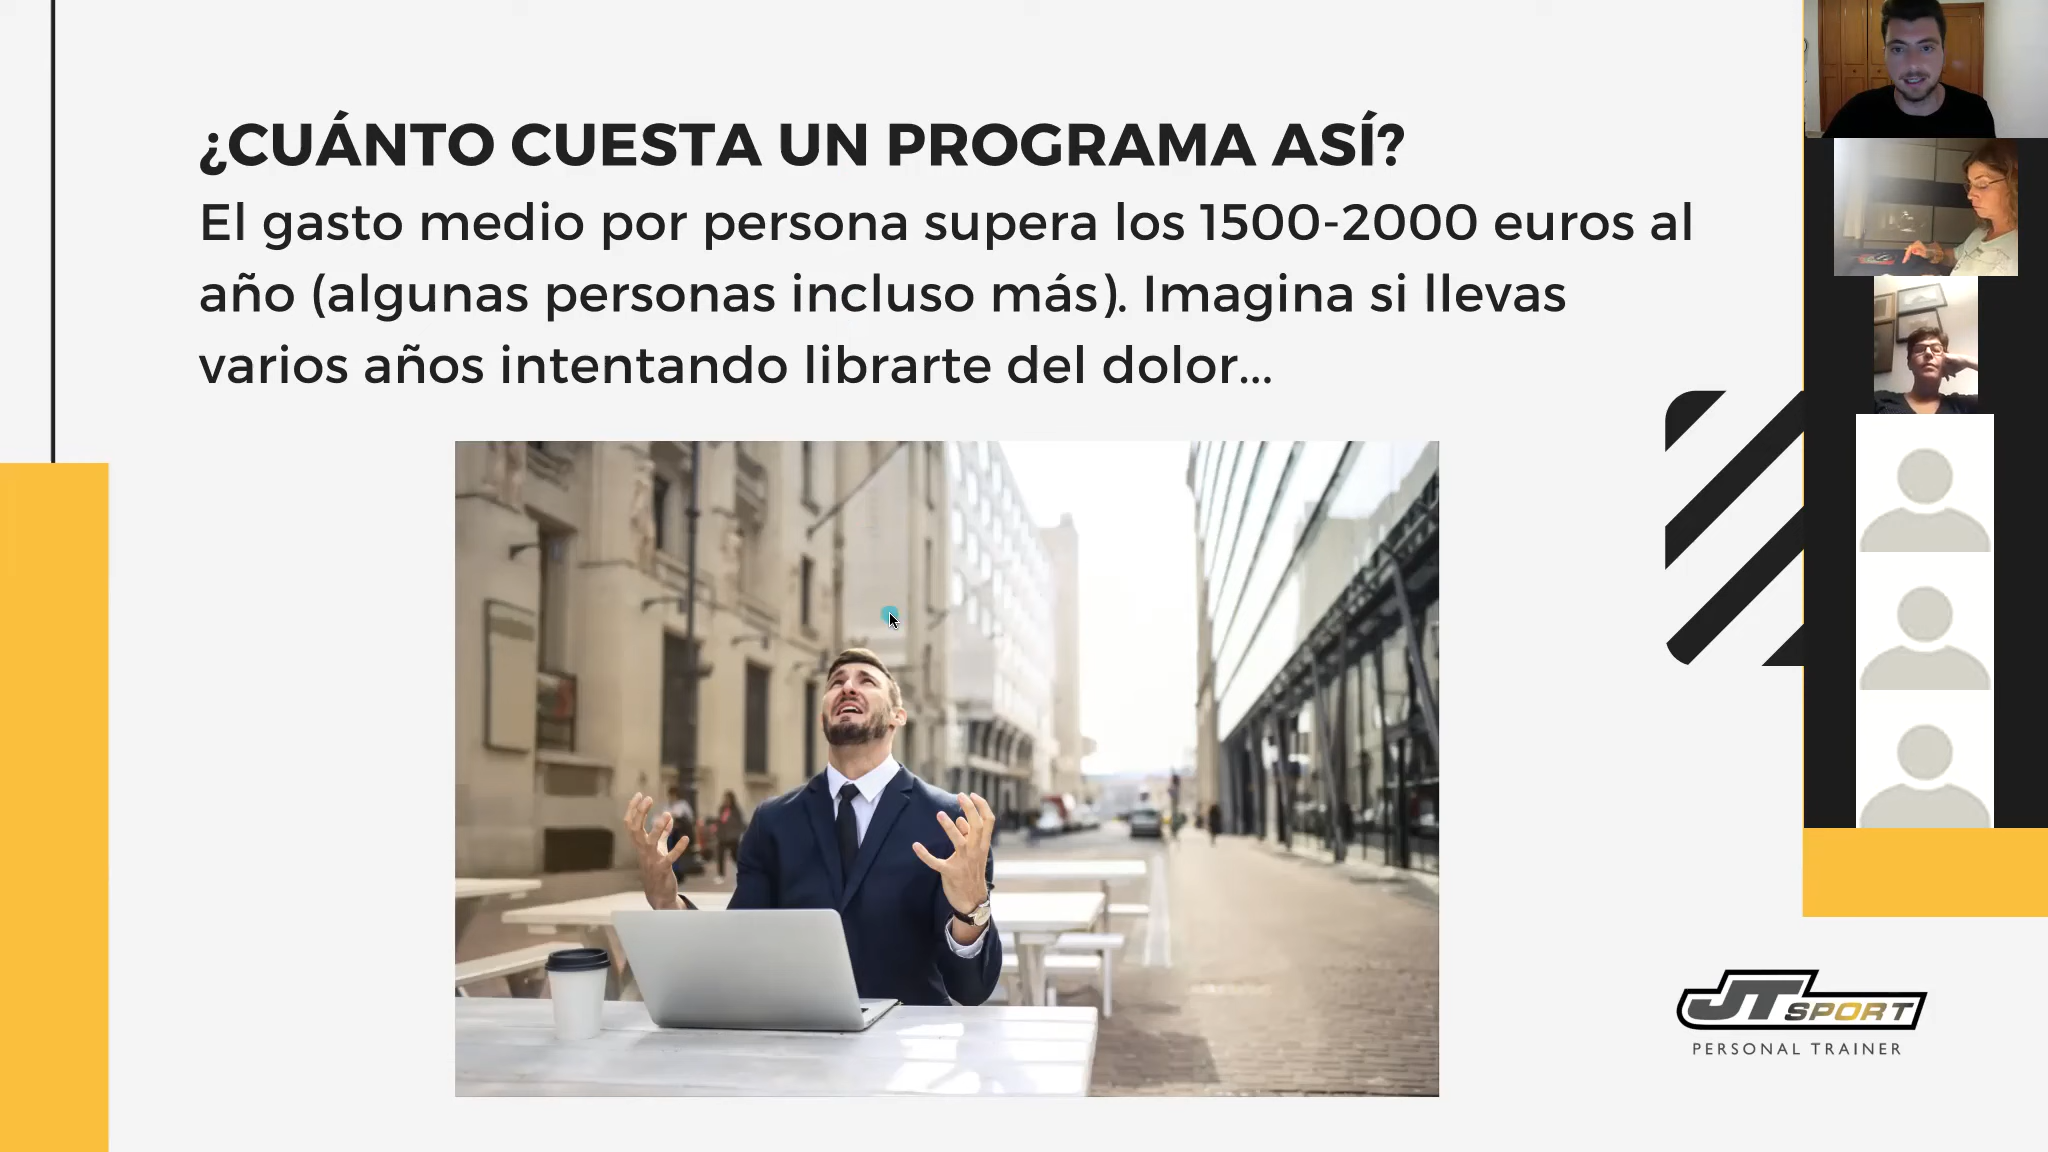 ¿CUÁNTO CUESTA UN PROGRAMA ASÍ?
El gasto medio por persona supera los 1500-2000 euros al
año (algunas personas incluso más). Imagina si llevas
varios años intentando librarte del dolor...
JT SPORT
PERSONAL TRAINER